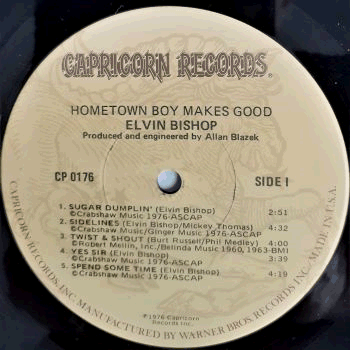 CAPRICORN RECORDS®
HOMETOWN BOY MAKES GOOD
ELVIN BISHOP
Produced and engineered by Allan Blazek
CP 0176
SIDE I
1. SUGAR DUMPLIN' (Elvin Bishop)
©Crabshaw Music 1976-ASCAP 2:51
2. SIDELINES (Elvin Bishop/Mickey Thomas)
©Crabshaw Music/Ginger Music 1976-ASCAP 4:32
3. TWIST & SHOUT (Burt Russell/Phil Medley) 4:00
©Robert Mellin, Inc./Belinda Music 1960, 1963-BMI
4. YES SIR (Elvin Bishop) 3:39
©Crabshaw Music 1976-ASCAP
5. SPEND SOME TIME (Elvin Bishop) 4:19
©Crabshaw Music 1976-ASCAP
℗1976 Capricorn
Records Inc.
CAPRICORN RECORDS, INC. MANUFACTURED BY WARNER BROS. RECORDS INC. MADE IN U.S.A.